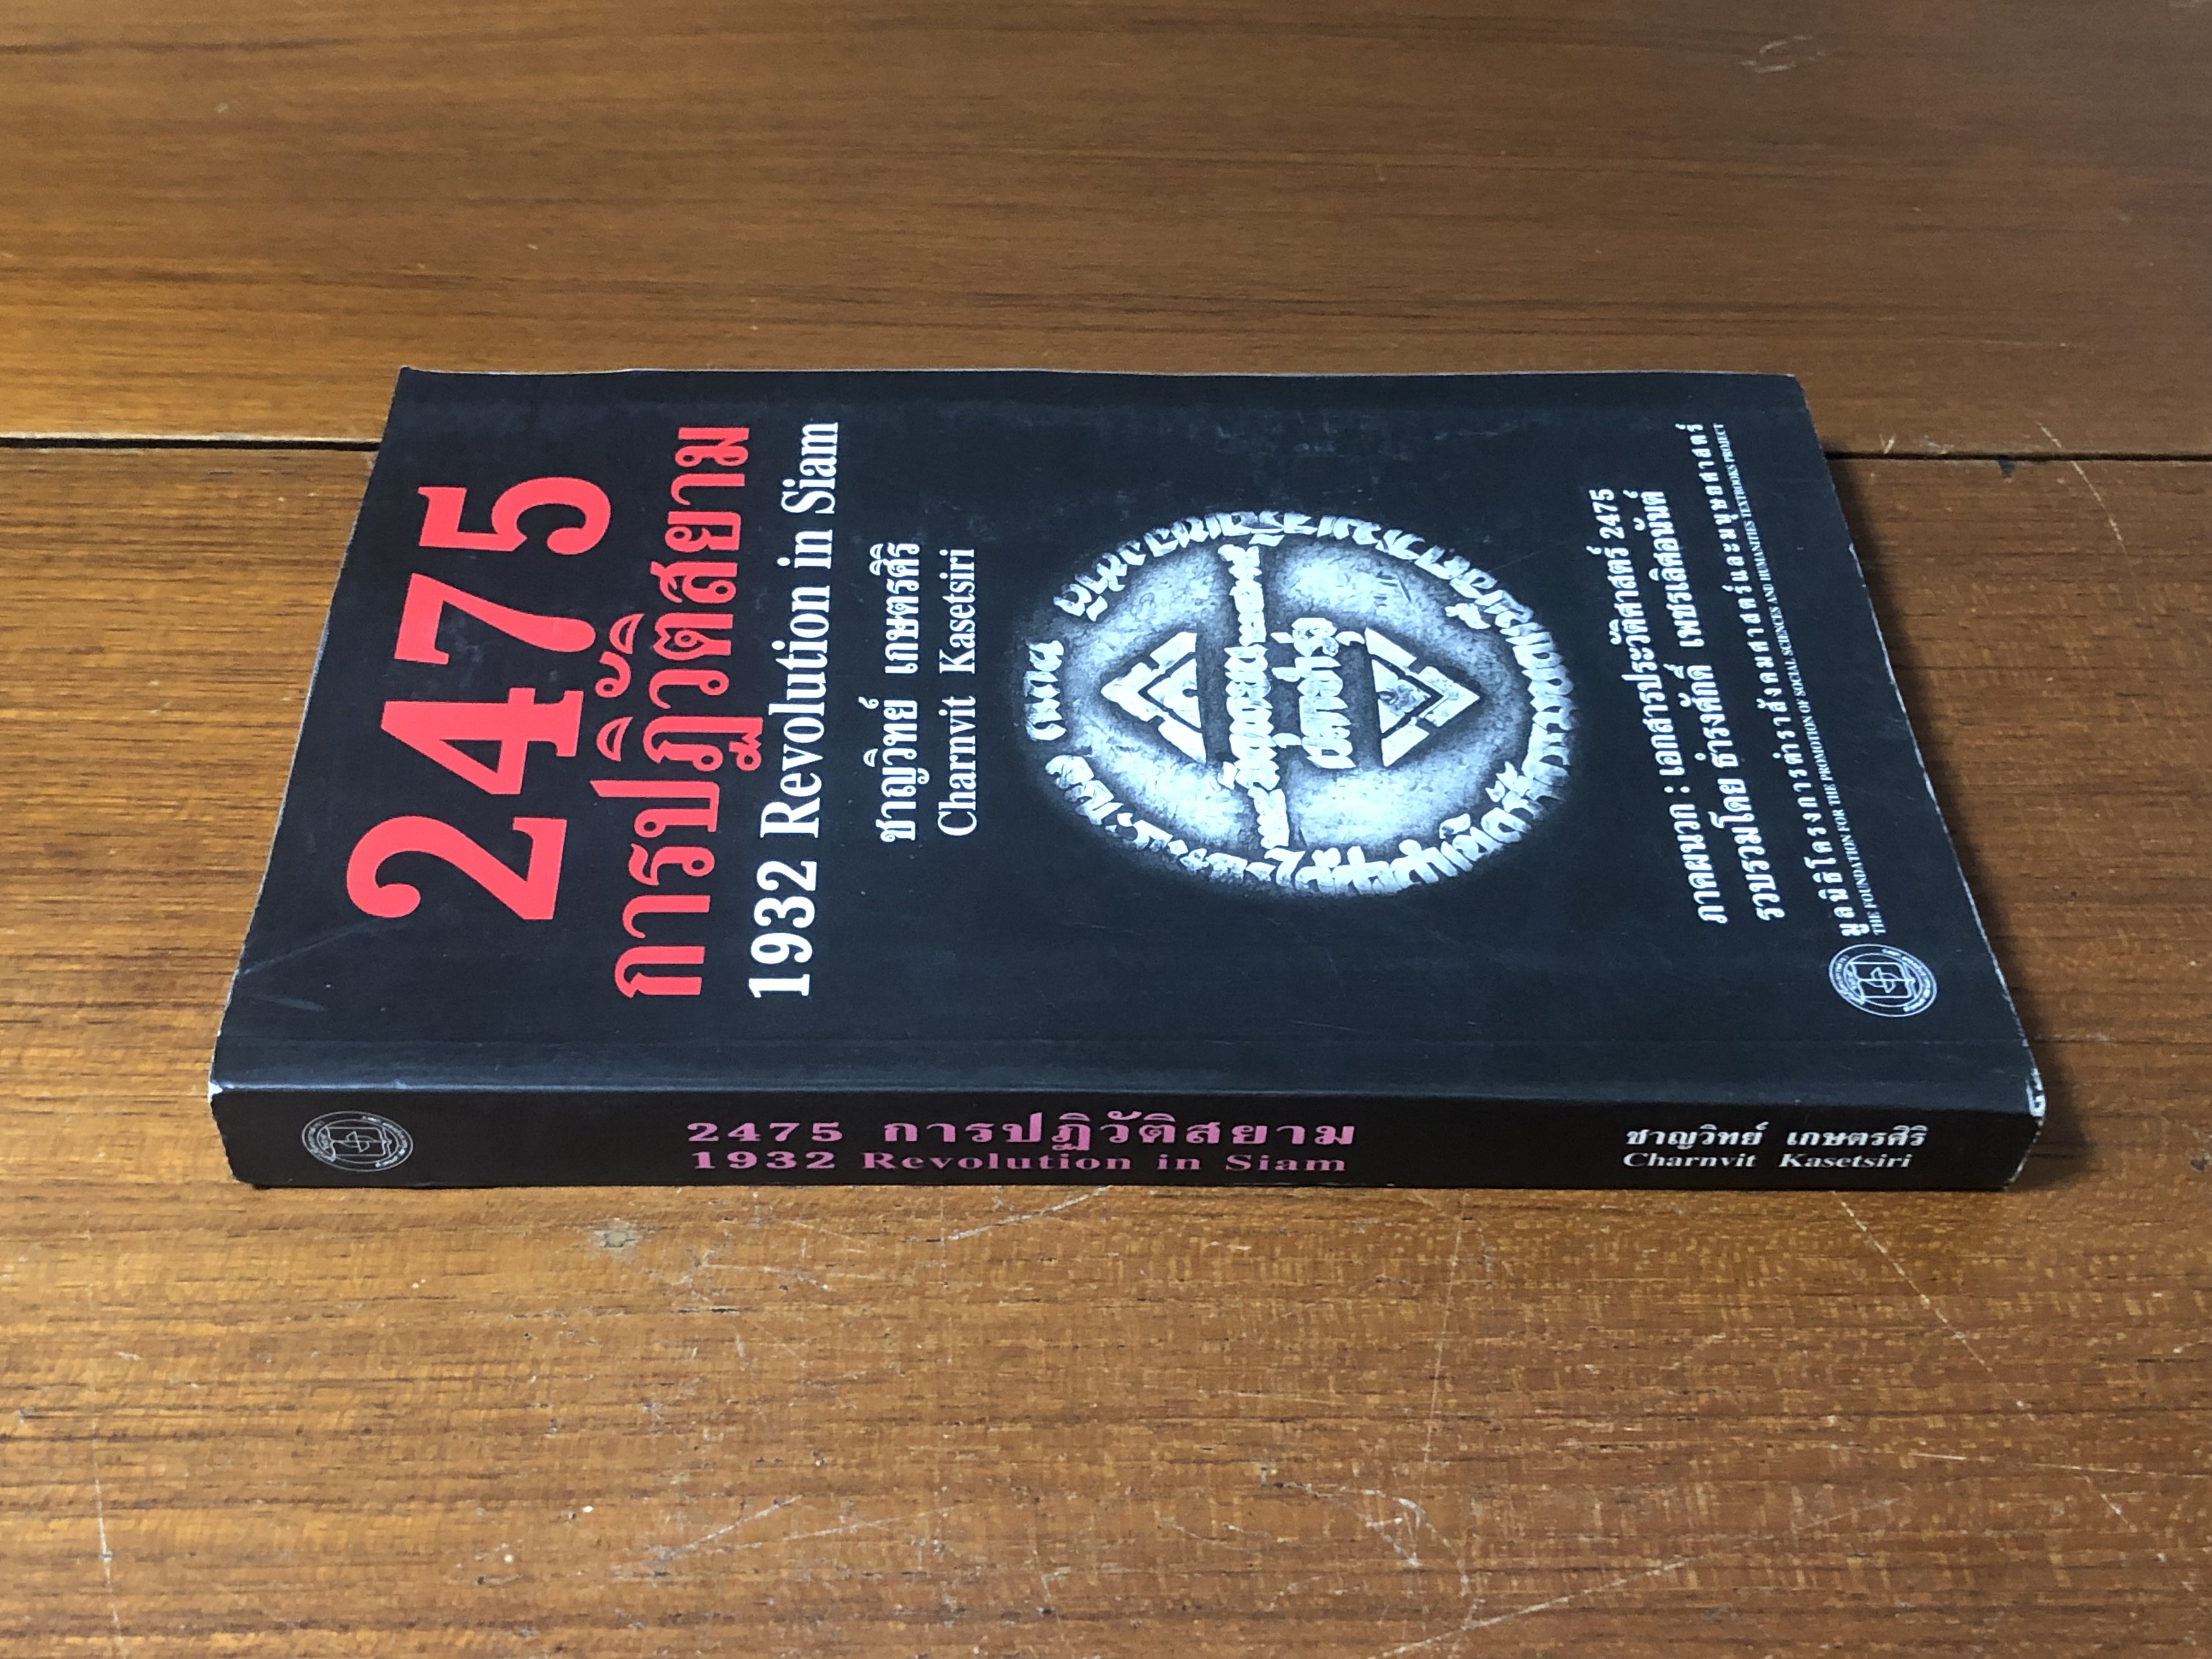 2475
การปฏิวัติสยาม
1932 Revolution in Siam
ชาญวิทย์ เกษตรศิริ
Charnvit Kasetsiri
ภาคผนวก : เอกสารประวัติศาสตร์ 2475
รวบรวมโดย ธำรงศักดิ์ เพชรเลิศอนันต์
มูลนิธิโครงการตำราสังคมศาสตร์และมนุษยศาสตร์
THE FOUNDATION FOR THE PROMOTION OF SOCIAL SCIENCES AND HUMANITIES TEXTBOOKS PROJECT
2475 การปฏิวัติสยาม
1932 Revolution in Siam
ชาญวิทย์ เกษตรศิริ
Charnvit Kasetsiri